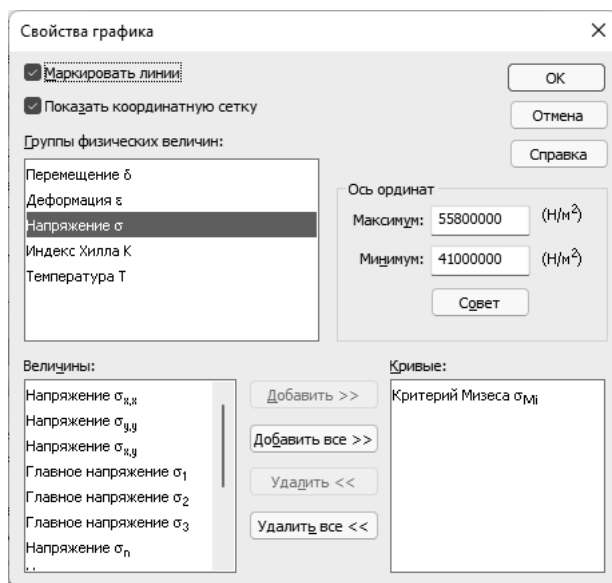 Свойства графика
Маркировать линии
Показать координатную сетку
OK
Отмена
Справка
Группы физических величин:
Перемещение δ
Деформация ε
Напряжение σ
Индекс Хилла K
Температура T
Ось ординат
Максимум: 55800000 (Н/м²)
Минимум: 41000000 (Н/м²)
Совет
Величины:
Напряжение σx,x
Напряжение σy,y
Напряжение σx,y
Главное напряжение σ1
Главное напряжение σ2
Главное напряжение σ3
Напряжение σn
Добавить >>
Добавить все >>
Удалить <<
Удалить все <<
Кривые:
Критерий Мизеса σMi